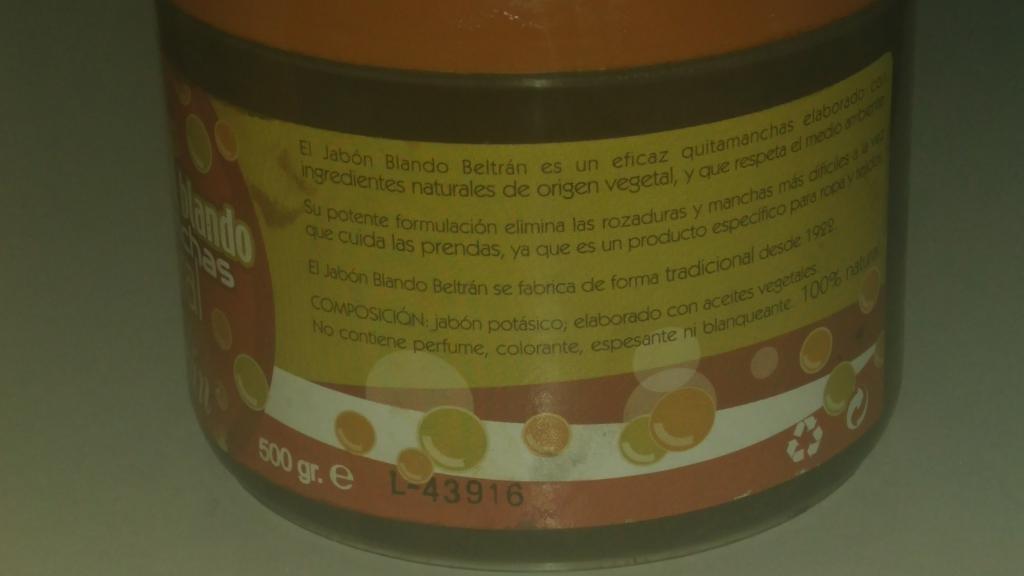 El Jabón Blando Beltrán es un eficaz quitamanchas elaborado con
ingredientes naturales de origen vegetal, y que respeta el medio ambiente
Su potente formulación elimina las rozaduras y manchas más difíciles a la vez
que cuida las prendas, ya que es un producto específico para ropa y tejidos.
El Jabón Blando Beltrán se fabrica de forma tradicional desde 1922.
COMPOSICIÓN: jabón potásico; elaborado con aceites vegetales.
No contiene perfume, colorante, espesante ni blanqueante. 100% natural
blando
chas
500 gr. e
L-43916